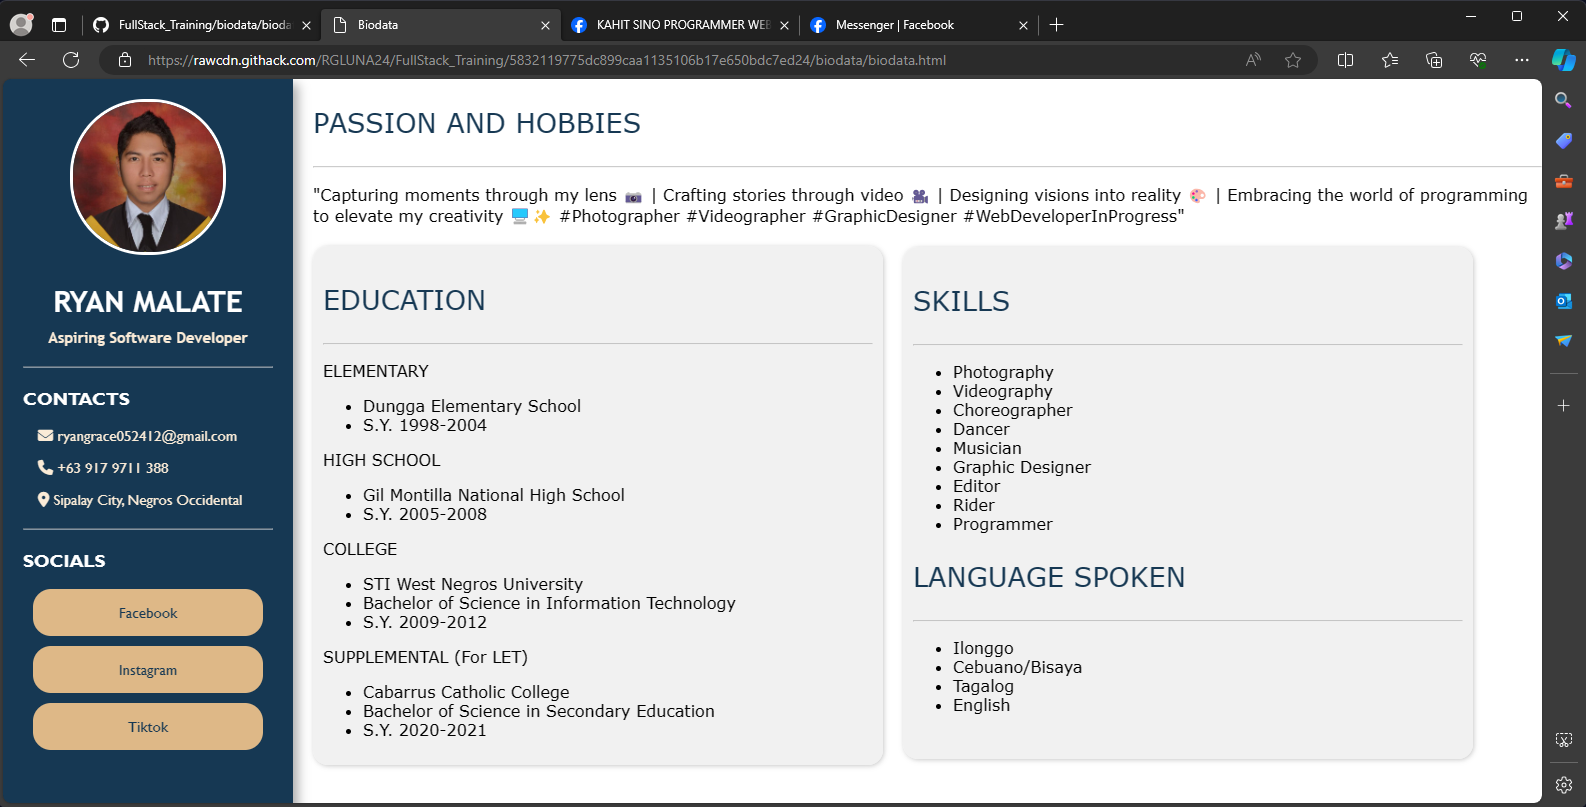 FullStack_Training/biodata/bioda
Biodata
KAHIT SINO PROGRAMMER WEB
Messenger | Facebook
https://rawcdn.githack.com/RGLUNA24/FullStack_Training/5832119775dc899caa1135106b17e650bdc7ed24/biodata/biodata.html
RYAN MALATE
Aspiring Software Developer
CONTACTS
ryangrace052412@gmail.com
+63 917 9711 388
Sipalay City, Negros Occidental
SOCIALS
Facebook
Instagram
Tiktok
PASSION AND HOBBIES
"Capturing moments through my lens 📷 | Crafting stories through video 🎥 | Designing visions into reality 🎨 | Embracing the world of programming
to elevate my creativity 🖥️✨ #Photographer #Videographer #GraphicDesigner #WebDeveloperInProgress"
EDUCATION
ELEMENTARY
• Dungga Elementary School
• S.Y. 1998-2004
HIGH SCHOOL
• Gil Montilla National High School
• S.Y. 2005-2008
COLLEGE
• STI West Negros University
• Bachelor of Science in Information Technology
• S.Y. 2009-2012
SUPPLEMENTAL (For LET)
• Cabarrus Catholic College
• Bachelor of Science in Secondary Education
• S.Y. 2020-2021
SKILLS
• Photography
• Videography
• Choreographer
• Dancer
• Musician
• Graphic Designer
• Editor
• Rider
• Programmer
LANGUAGE SPOKEN
• Ilonggo
• Cebuano/Bisaya
• Tagalog
• English